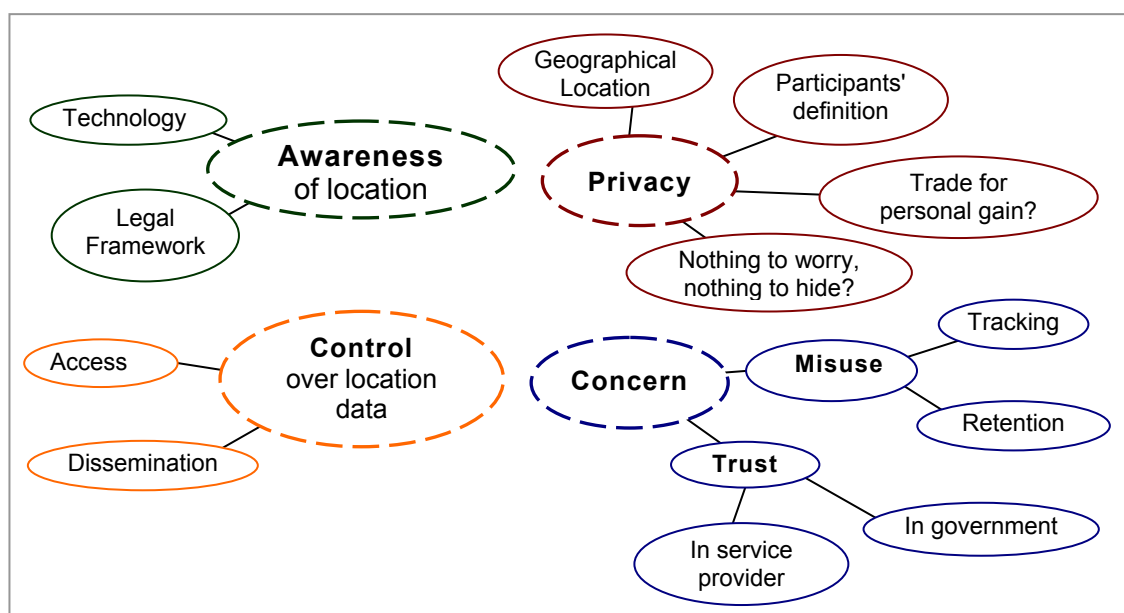 Technology
Awareness
of location
Legal
Framework
Geographical
Location
Participants'
definition
Privacy
Trade for
personal gain?
Nothing to worry,
nothing to hide?
Access
Control
over location
data
Dissemination
Concern
Misuse
Tracking
Retention
Trust
In service
provider
In government